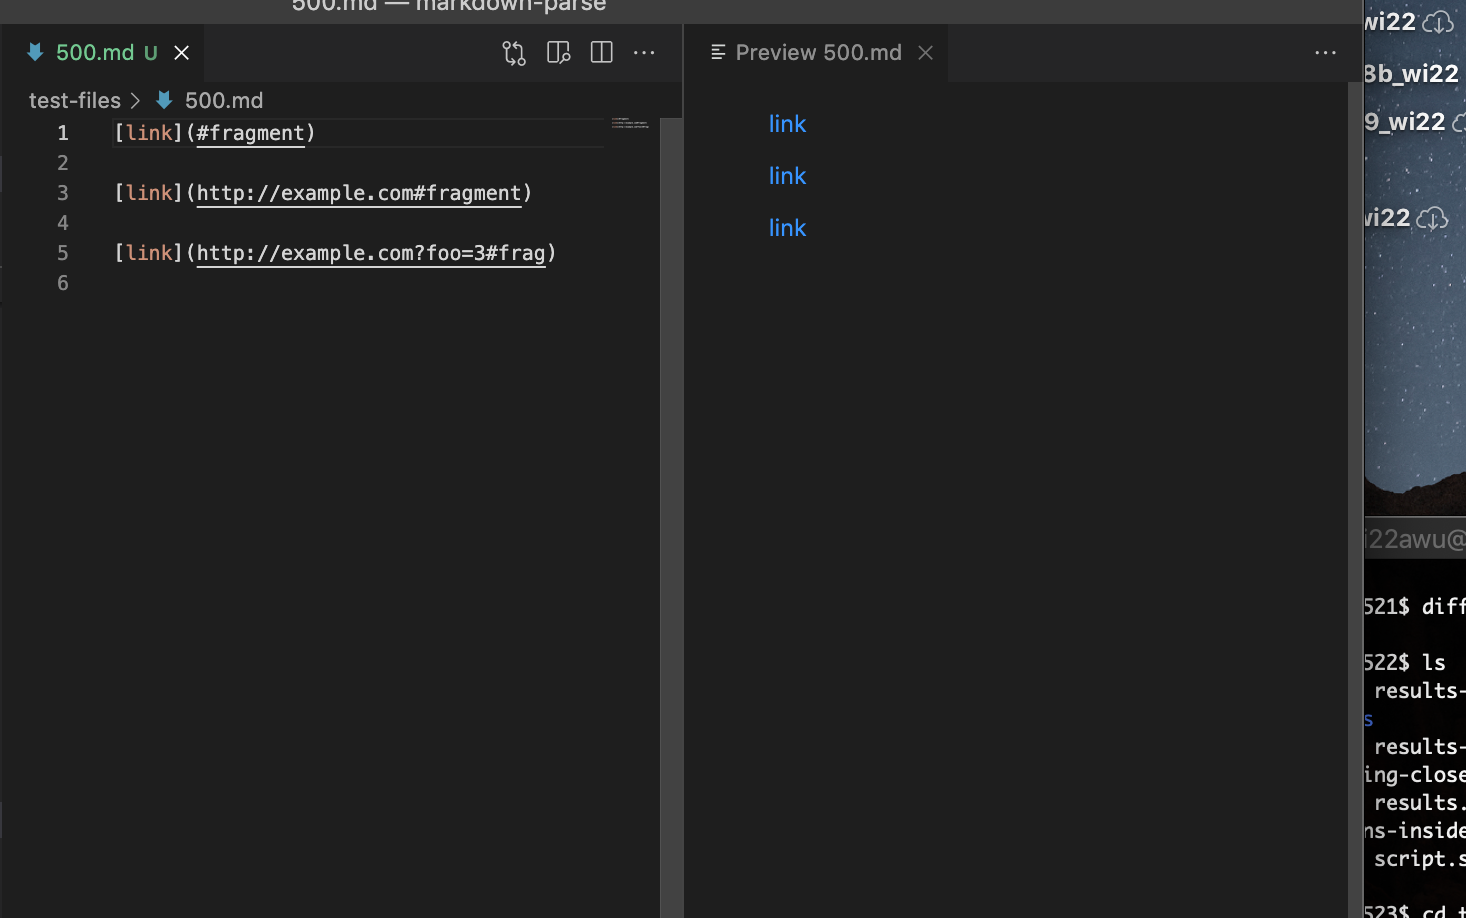 500.md — markdown-parse
500.md U
Preview 500.md
test-files > 500.md
1 [link](#fragment)
2
3 [link](http://example.com#fragment)
4
5 [link](http://example.com?foo=3#frag)
6
link
link
link
wi22
8b_wi22
9_wi22
wi22
i22awu@
521$ diff
522$ ls
results-
s
results-
ing-close
results.
ns-inside
script.s
523$ cd t